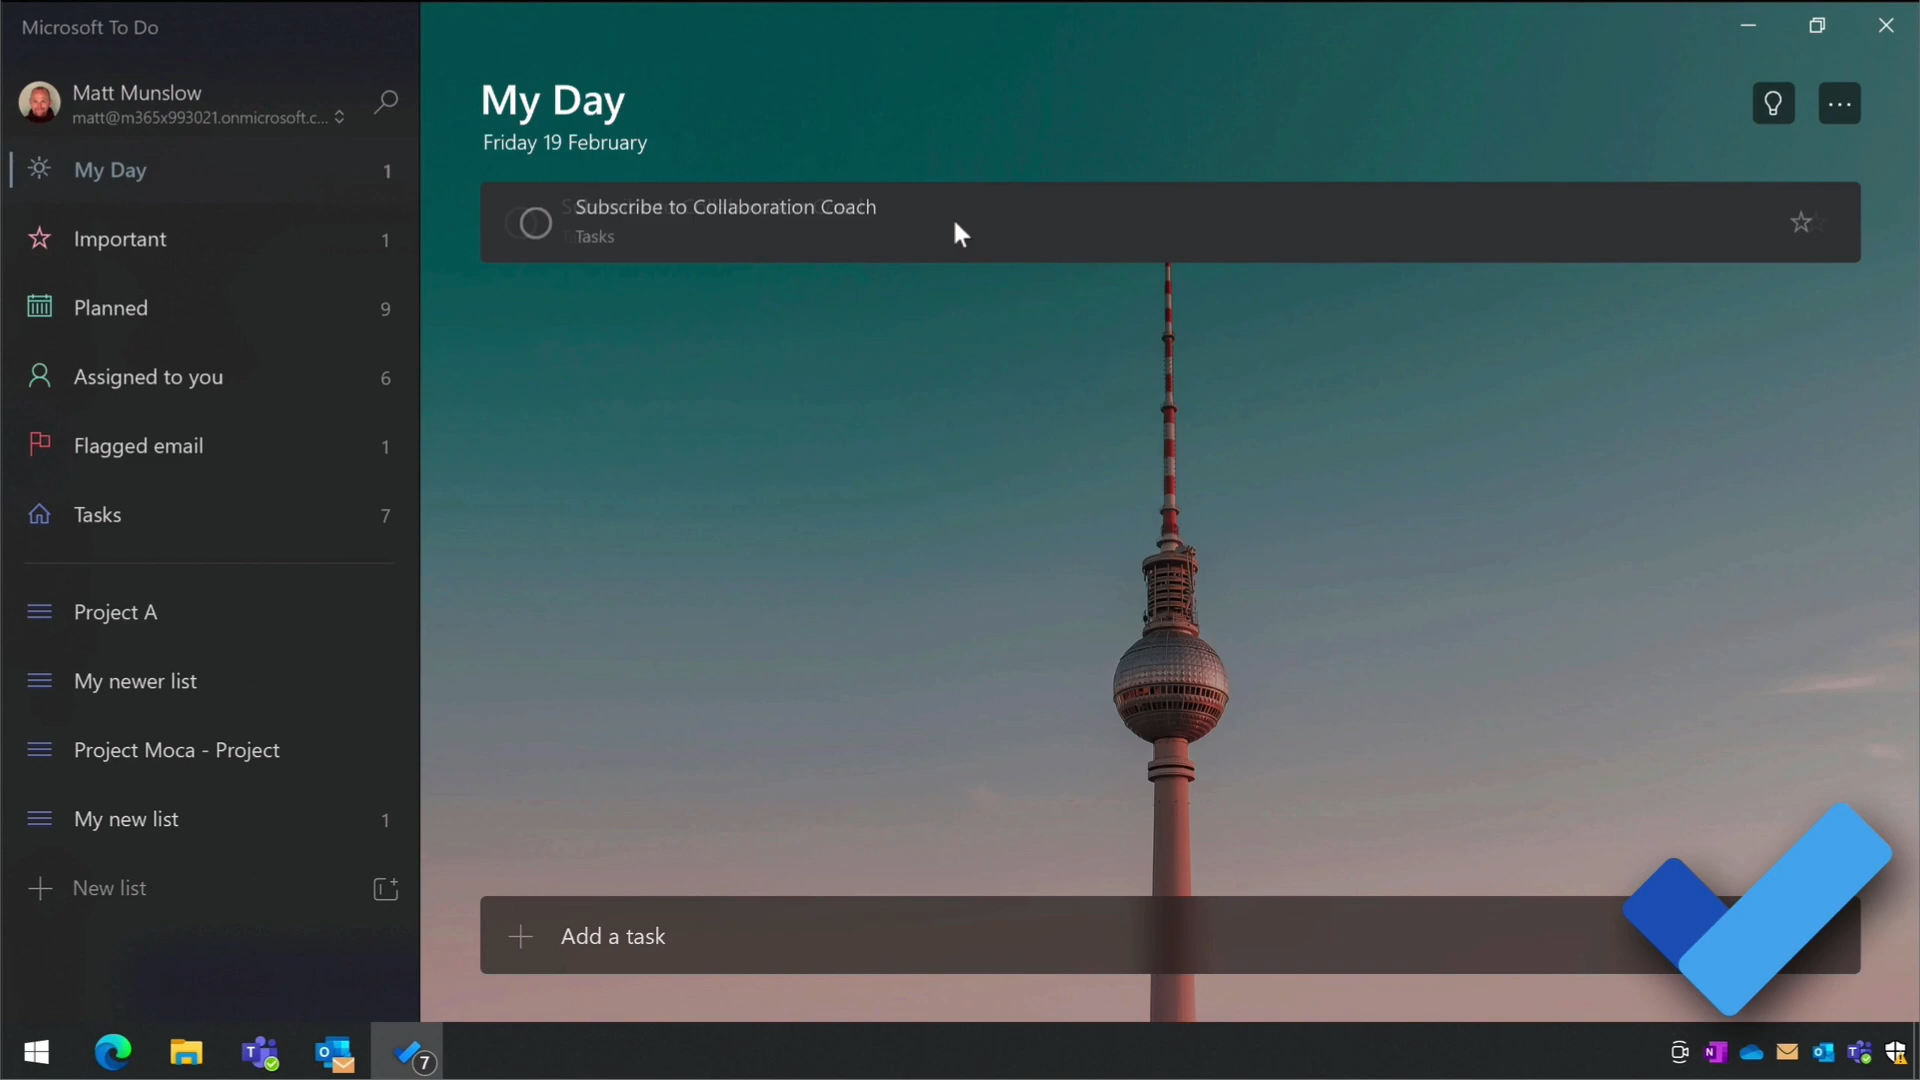 Microsoft To Do
Matt Munslow
matt@m365x993021.onmicrosoft.c...
My Day 1
Important 1
Planned 9
Assigned to you 6
Flagged email 1
Tasks 7
Project A
My newer list
Project Moca - Project
My new list 1
New list
My Day
Friday 19 February
Subscribe to Collaboration Coach
Tasks
Add a task
7